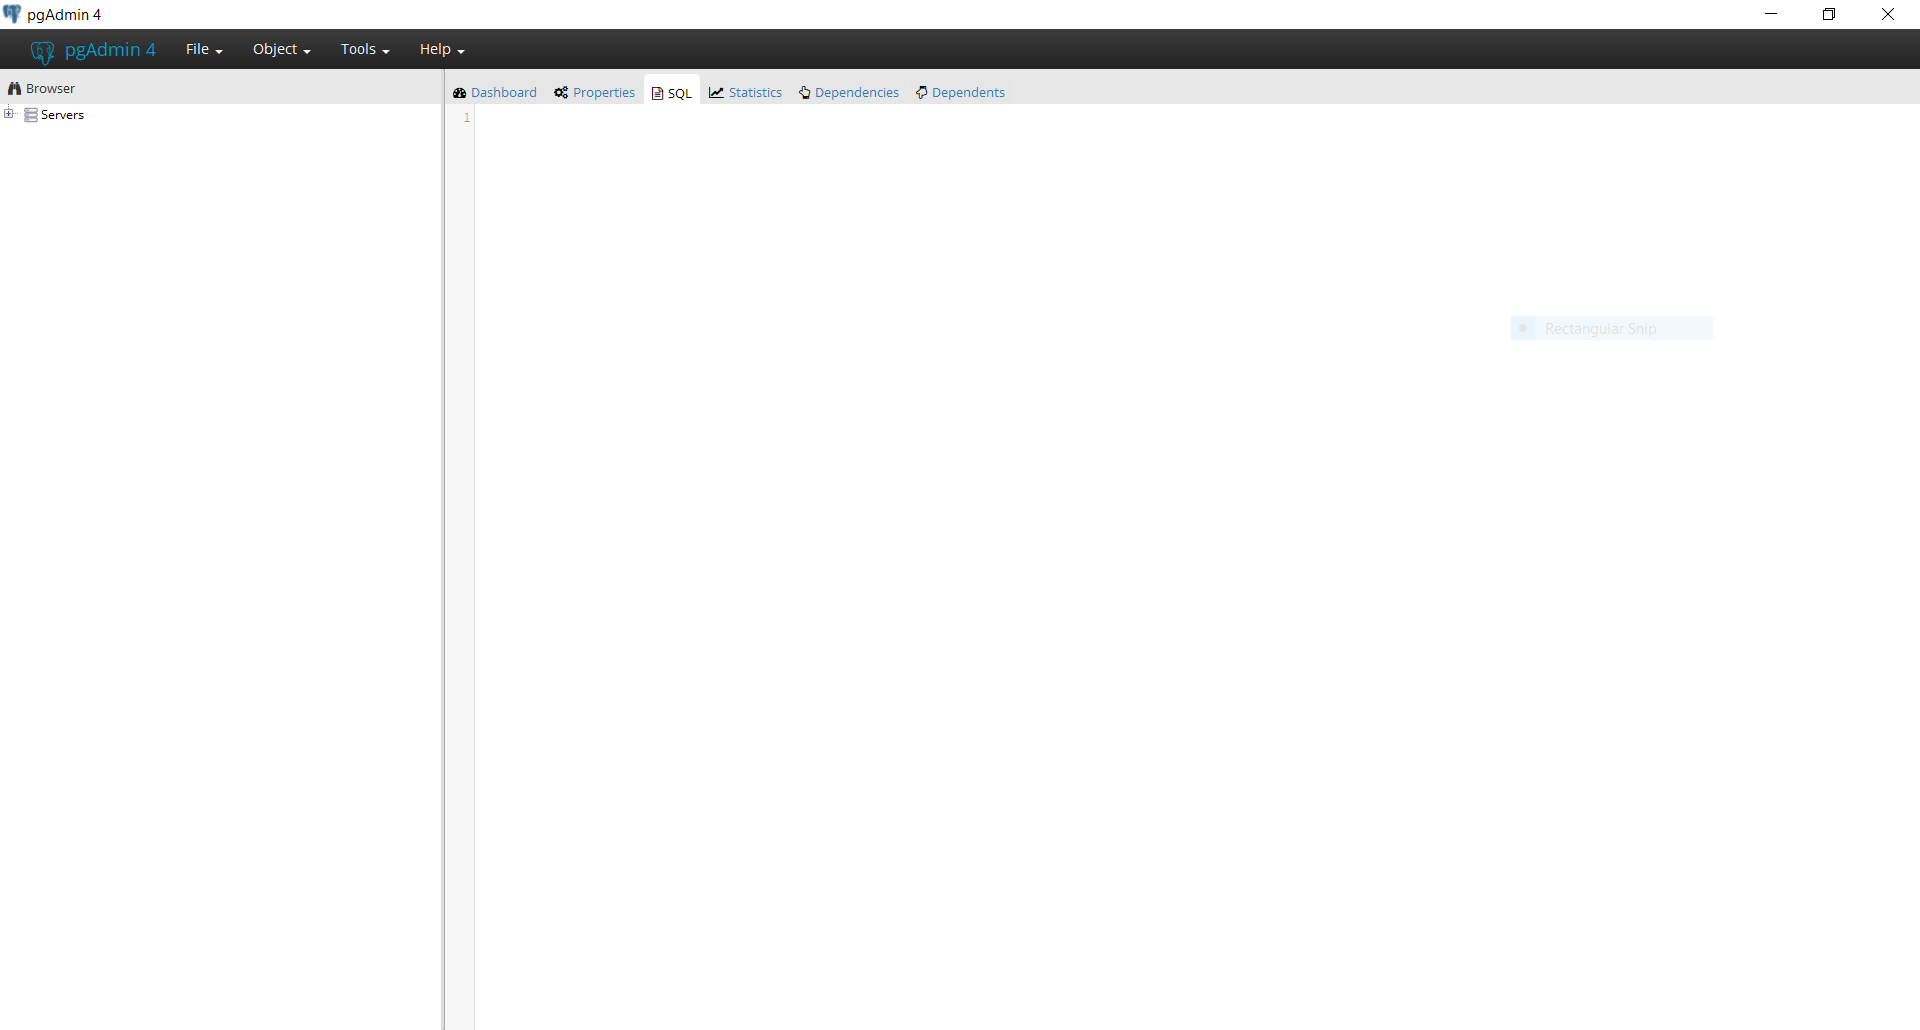 pgAdmin 4
pgAdmin 4 File Object Tools Help
Browser
Servers
Dashboard Properties SQL Statistics Dependencies Dependents
1
Rectangular Snip